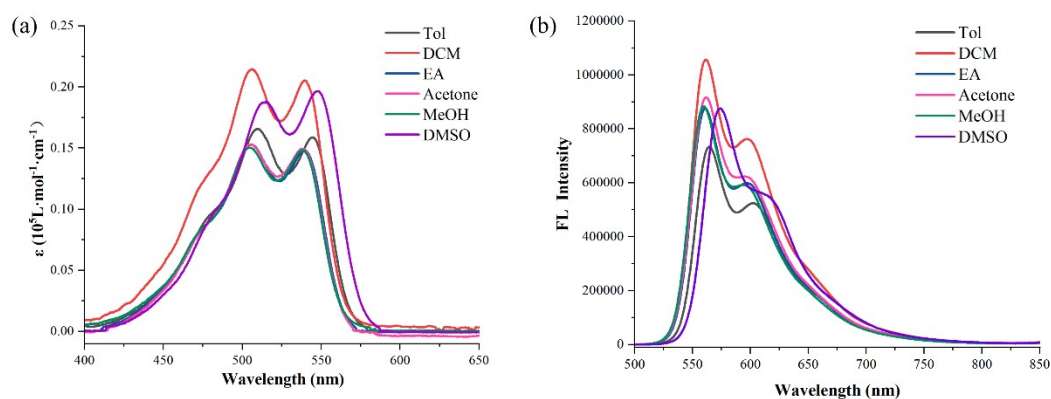 (a)
0.25
0.20
0.15
0.10
0.05
0.00
ε (10⁵L·mol⁻¹·cm⁻¹)
Tol
DCM
EA
Acetone
MeOH
DMSO
400
450
500
550
600
650
Wavelength (nm)
(b)
1200000
1000000
800000
600000
400000
200000
0
FL Intensity
Tol
DCM
EA
Acetone
MeOH
DMSO
500
550
600
650
700
750
800
850
Wavelength (nm)